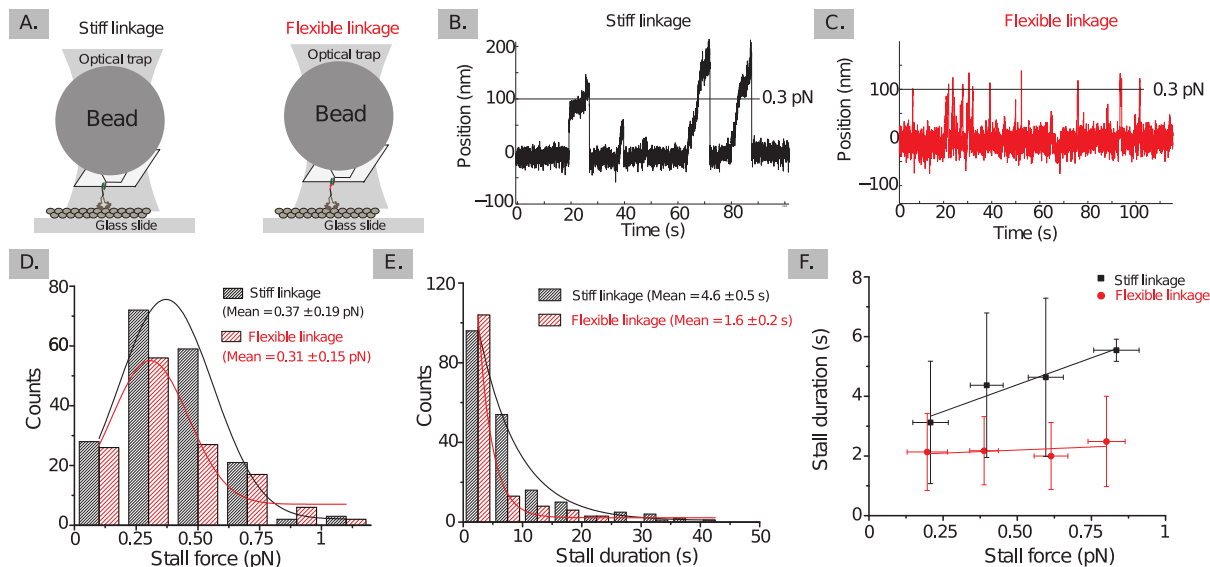 A.
Stiff linkage
Optical trap
Bead
Glass slide
Flexible linkage
Optical trap
Bead
Glass slide
B.
Stiff linkage
Position (nm)
200
100
0
−100
0.3 pN
0 20 40 60 80
Time (s)
C.
Flexible linkage
Position (nm)
100
0
−100
0.3 pN
0 20 40 60 80 100
Time (s)
D.
Counts
80
60
40
20
0
Stiff linkage
(Mean = 0.37 ±0.19 pN)
Flexible linkage
(Mean = 0.31 ±0.15 pN)
0 0.25 0.50 0.75 1
Stall force (pN)
E.
Counts
120
80
40
0
Stiff linkage (Mean = 4.6 ±0.5 s)
Flexible linkage (Mean = 1.6 ±0.2 s)
0 10 20 30 40 50
Stall duration (s)
F.
Stall duration (s)
8
6
4
2
0
Stiff linkage
Flexible linkage
0 0.25 0.50 0.75 1
Stall force (pN)